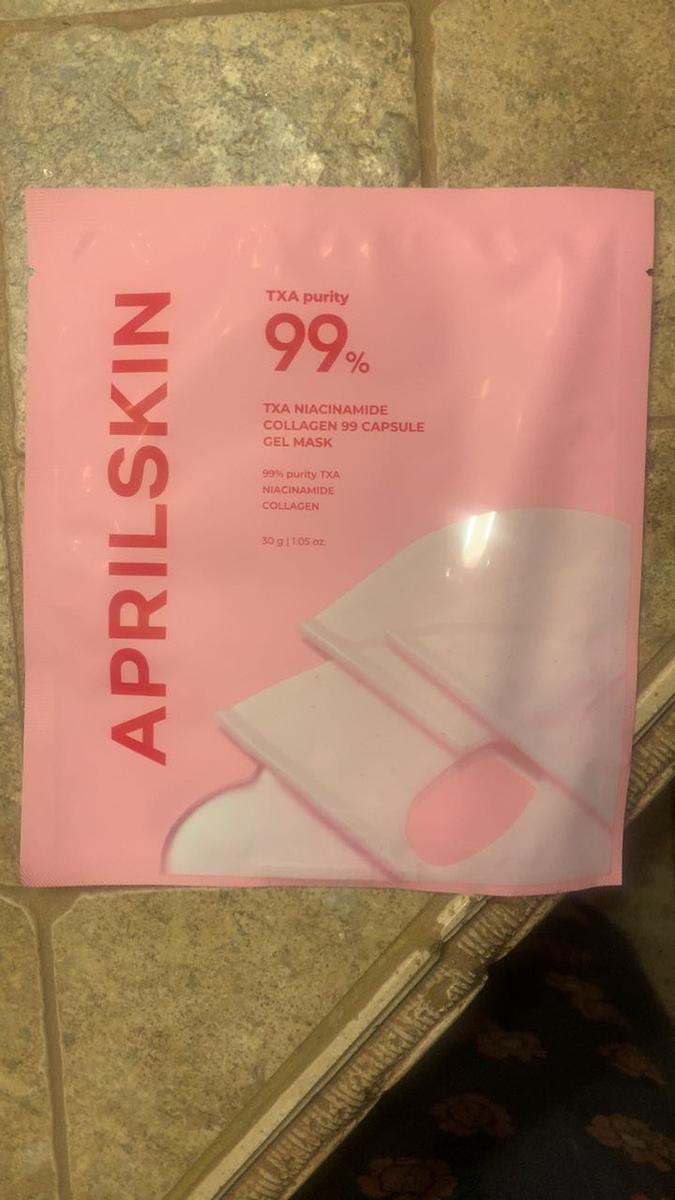 APRILSKIN
TXA purity
99%
TXA NIACINAMIDE
COLLAGEN 99 CAPSULE
GEL MASK
99% purity TXA
NIACINAMIDE
COLLAGEN
30 g | 1.05 oz.